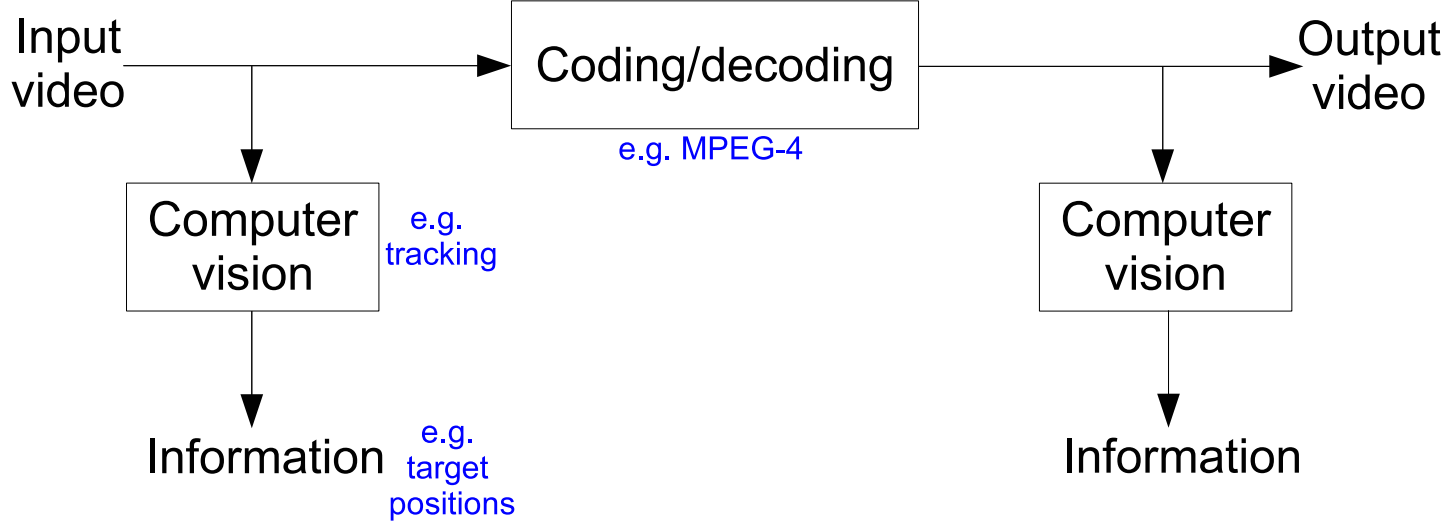 Input
video
Coding/decoding
e.g. MPEG-4
Output
video
Computer
vision
e.g.
tracking
Computer
vision
Information
e.g.
target
positions
Information